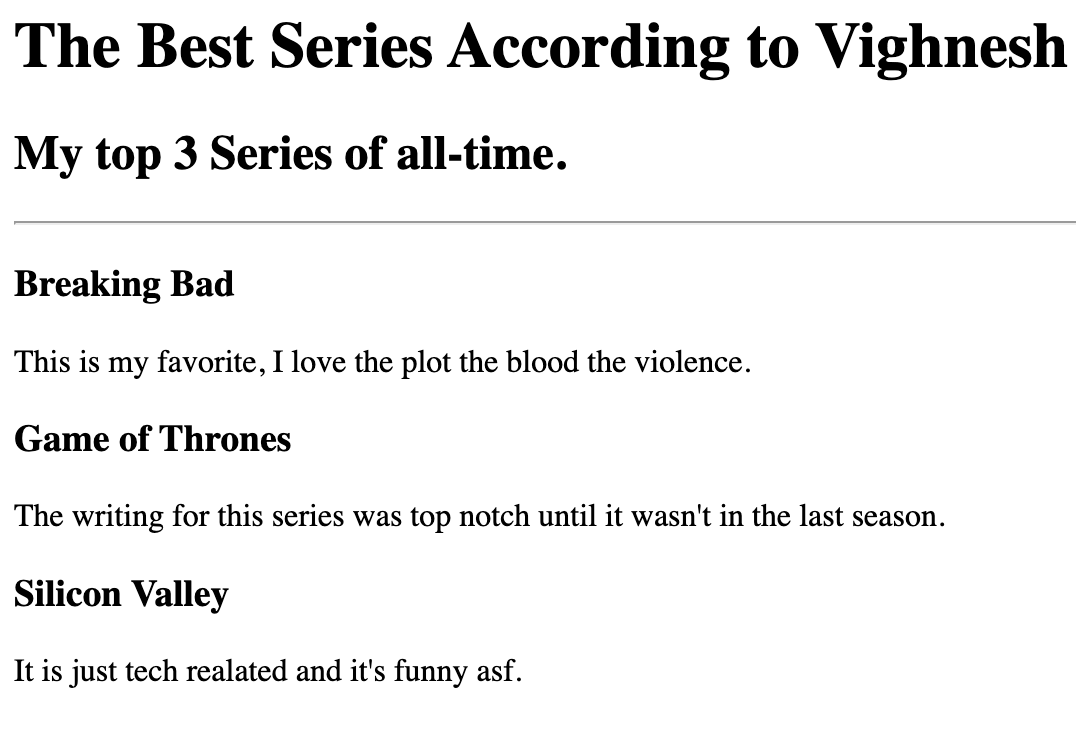 The Best Series According to Vighnesh
My top 3 Series of all-time.
Breaking Bad
This is my favorite, I love the plot the blood the violence.
Game of Thrones
The writing for this series was top notch until it wasn't in the last season.
Silicon Valley
It is just tech realated and it's funny asf.